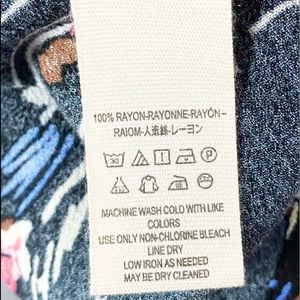 100% RAYON-RAYONNE-RAYÓN-
RAIOM-人造絲-レーヨン
MACHINE WASH COLD WITH LIKE
COLORS
USE ONLY NON-CHLORINE BLEACH
LINE DRY
LOW IRON AS NEEDED
MAY BE DRY CLEANED